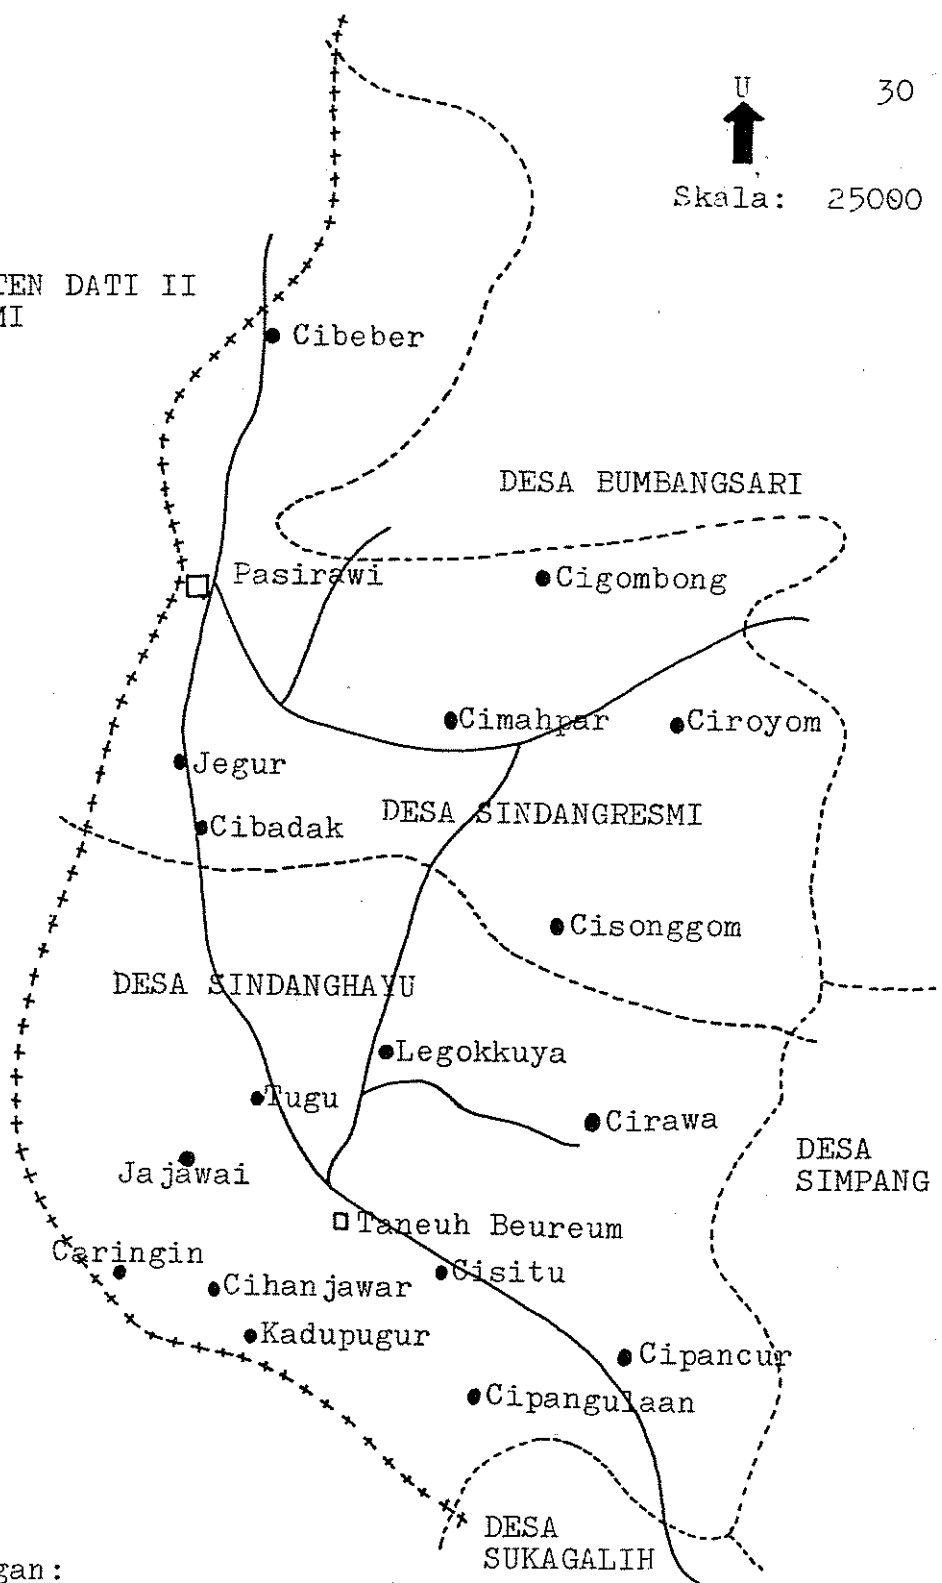 U 30
Skala: 25000
TEN DATI II
MI
Cibeber
DESA BUMBANGSARI
Pasirawi
Cigombong
Cimahpar
Ciroyom
Jegur
DESA SINDANGRESMI
Cibadak
Cisonggom
DESA SINDANGHAYU
Legokkuya
Tugu
Cirawa
DESA
SIMPANG
Jajawai
Taneuh Beureum
Caringin
Cisitu
Cihanjawar
Kadupugur
Cipancur
Cipangulaan
DESA
SUKAGALIH
gan: